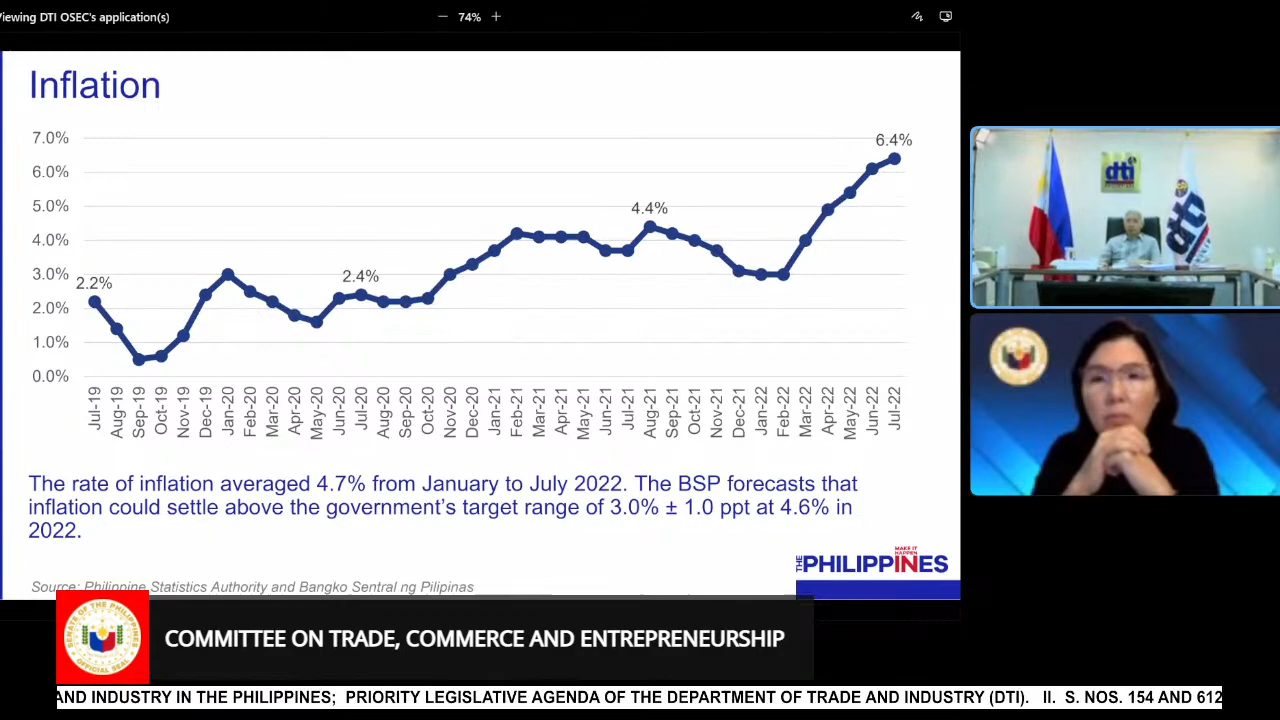 Viewing DTI OSEC's application(s)
74%
Inflation
7.0%
6.0%
5.0%
4.0%
3.0%
2.0%
1.0%
0.0%
2.2%
2.4%
4.4%
6.4%
Jul-19
Aug-19
Sep-19
Oct-19
Nov-19
Dec-19
Jan-20
Feb-20
Mar-20
Apr-20
May-20
Jun-20
Jul-20
Aug-20
Sep-20
Oct-20
Nov-20
Dec-20
Jan-21
Feb-21
Mar-21
Apr-21
May-21
Jun-21
Jul-21
Aug-21
Sep-21
Oct-21
Nov-21
Dec-21
Jan-22
Feb-22
Mar-22
Apr-22
May-22
Jun-22
Jul-22
The rate of inflation averaged 4.7% from January to July 2022. The BSP forecasts that
inflation could settle above the government's target range of 3.0% ± 1.0 ppt at 4.6% in
2022.
MAKE IT
HAPPEN
THE PHILIPPINES
Source: Philippine Statistics Authority and Bangko Sentral ng Pilipinas
dti
dti
SENATE OF THE PHILIPPINES
OFFICIAL SEAL
COMMITTEE ON TRADE, COMMERCE AND ENTREPRENEURSHIP
AND INDUSTRY IN THE PHILIPPINES; PRIORITY LEGISLATIVE AGENDA OF THE DEPARTMENT OF TRADE AND INDUSTRY (DTI). II. S. NOS. 154 AND 612